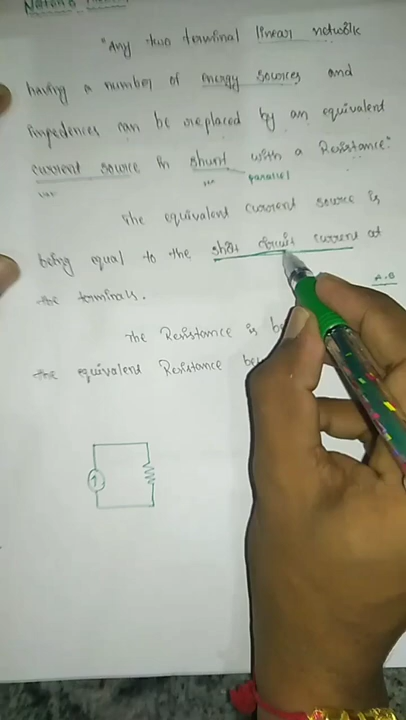 "Any two terminal linear network
having a number of energy sources and
impedences can be replaced by an equivalent
current source in shunt with a Resistance."
parallel
The equivalent current source is
being equal to the short circuit current at
A.B
the terminals.
The Resistance is
the equivalent Resistance